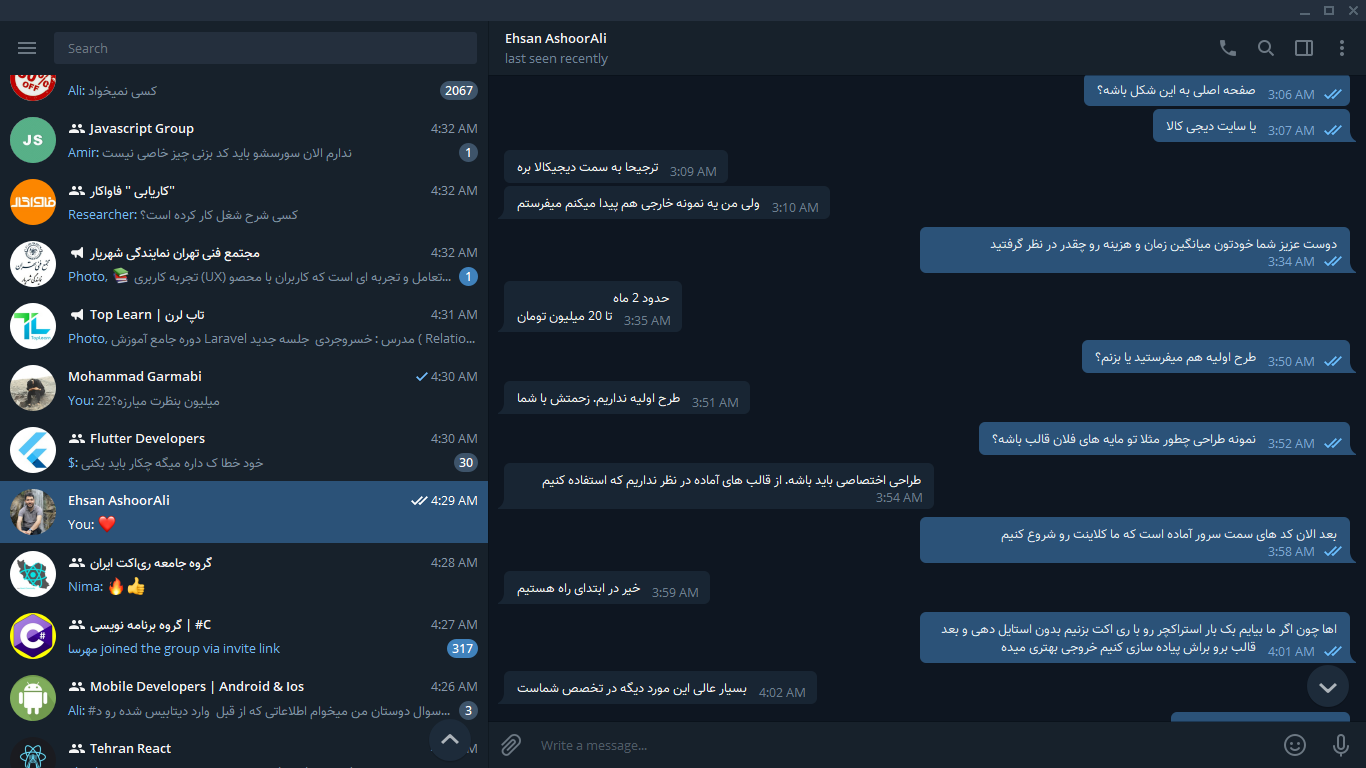 Search
50%
OFF
Ali: کسی نمیخواد
2067
JS
Javascript Group
4:32 AM
Amir: ندارم الان سورسشو باید کد بزنی چیز خاصی نیست
1
کاریابی " فاواکار"
4:32 AM
Researcher: کسی شرح شغل کار کرده است؟
مجتمع فنی تهران نمایندگی شهریار
4:32 AM
Photo, 📚 تجربه کاربری (UX) تعامل و تجربه ای است که کاربران با محصو...
1
TL
TopLearn
Top Learn | تاپ لرن
4:31 AM
Photo, دوره جامع آموزش Laravel مدرس : خسروجردی جلسه جدید ( Relatio...
Mohammad Garmabi
4:30 AM
You: 22میلیون بنظرت میارزه؟
Flutter Developers
4:30 AM
$: خود خطا ک داره میگه چکار باید بکنی
30
Ehsan AshoorAli
4:29 AM
You: ❤️
گروه جامعه ری‌اکت ایران
4:28 AM
Nima: 🔥👍
C#
گروه برنامه نویسی | #C
4:27 AM
مهرسا joined the group via invite link
317
Mobile Developers | Android & Ios
4:26 AM
Ali: #سوال دوستان من میخوام اطلاعاتی که از قبل وارد دیتابیس شده رو د...
3
Tehran React
Ehsan AshoorAli
last seen recently
صفحه اصلی به این شکل باشه؟ 3:06 AM
یا سایت دیجی کالا 3:07 AM
ترجیحا به سمت دیجیکالا بره 3:09 AM
ولی من یه نمونه خارجی هم پیدا میکنم میفرستم 3:10 AM
دوست عزیز شما خودتون میانگین زمان و هزینه رو چقدر در نظر گرفتید
3:34 AM
حدود 2 ماه
تا 20 میلیون تومان 3:35 AM
طرح اولیه هم میفرستید یا بزنم؟ 3:50 AM
طرح اولیه نداریم. زحمتش با شما 3:51 AM
نمونه طراحی چطور مثلا تو مایه های فلان قالب باشه؟ 3:52 AM
طراحی اختصاصی باید باشه. از قالب های آماده در نظر نداریم که استفاده کنیم
3:54 AM
بعد الان کد های سمت سرور آماده است که ما کلاینت رو شروع کنیم
3:58 AM
خیر در ابتدای راه هستیم 3:59 AM
اها چون اگر ما بیایم یک بار استراکچر رو با ری اکت بزنیم بدون استایل دهی و بعد
قالب برو براش پیاده سازی کنیم خروجی بهتری میده 4:01 AM
بسیار عالی این مورد دیگه در تخصص شماست 4:02 AM
Write a message...